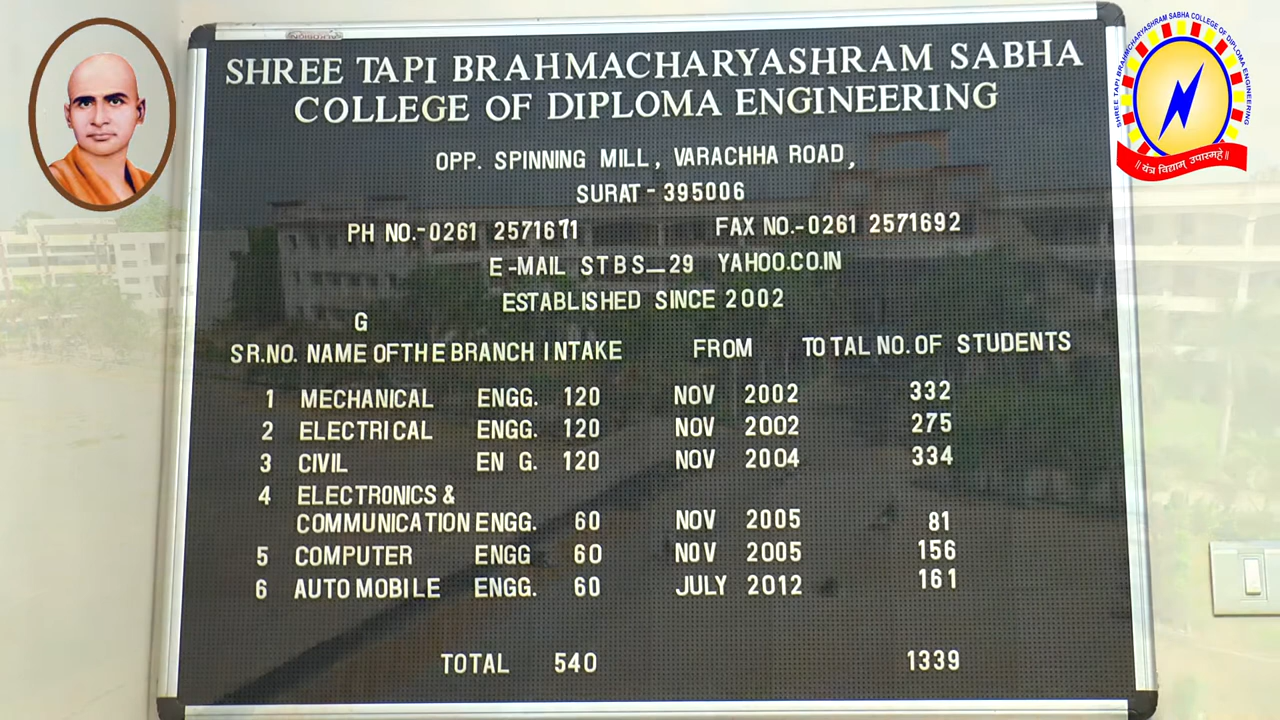 SHREE TAPI BRAHMACHARYASHRAM SABHA
COLLEGE OF DIPLOMA ENGINEERING
OPP. SPINNING MILL, VARACHHA ROAD,
SURAT - 395006
PH NO.-0261 2571671 FAX NO.-0261 2571692
E-MAIL STBS_29 YAHOO.CO.IN
ESTABLISHED SINCE 2002
G
SR.NO. NAME OF THE BRANCH INTAKE FROM TOTAL NO. OF STUDENTS
1 MECHANICAL ENGG. 120 NOV 2002 332
2 ELECTRICAL ENGG. 120 NOV 2002 275
3 CIVIL EN G. 120 NOV 2004 334
4 ELECTRONICS &
COMMUNICATION ENGG. 60 NOV 2005 81
5 COMPUTER ENGG 60 NOV 2005 156
6 AUTOMOBILE ENGG. 60 JULY 2012 161
TOTAL 540 1339
SHREE TAPI BRAHMCHARYASHRAM SABHA COLLEGE OF DIPLOMA ENGINEERING
॥ यंत्र विद्याम् उपास्महे ॥